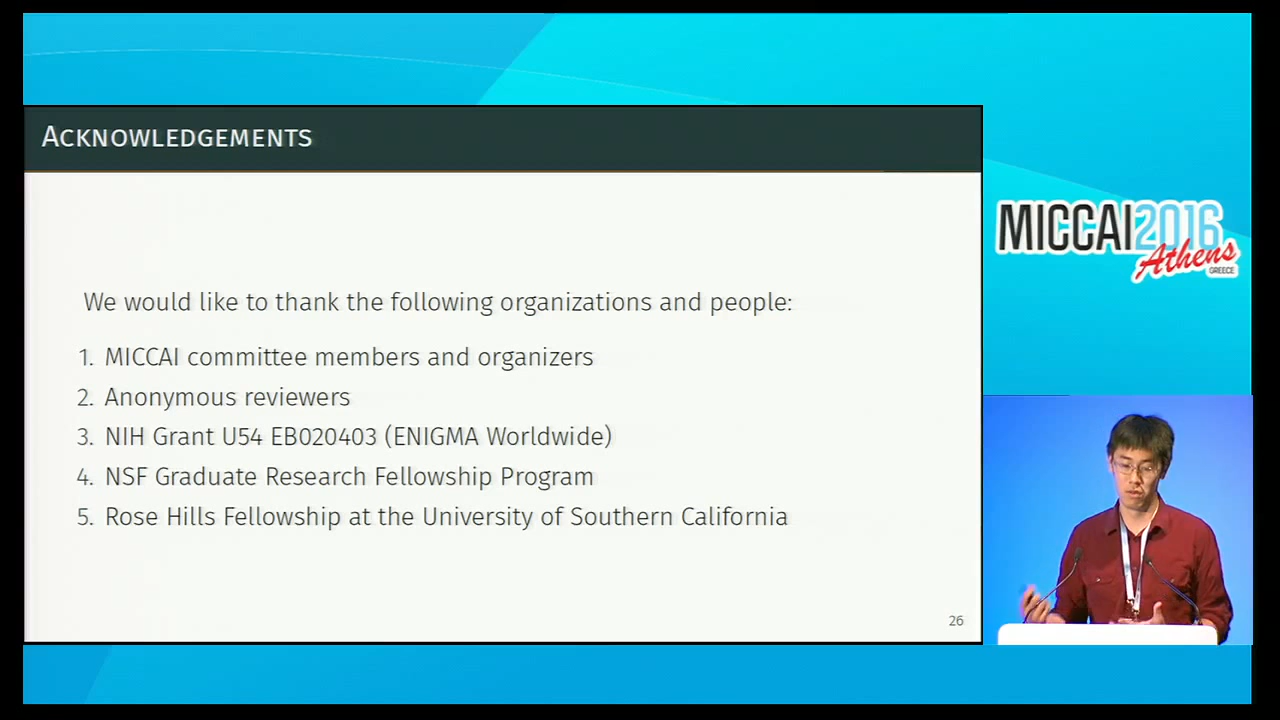 ACKNOWLEDGEMENTS
We would like to thank the following organizations and people:
1. MICCAI committee members and organizers
2. Anonymous reviewers
3. NIH Grant U54 EB020403 (ENIGMA Worldwide)
4. NSF Graduate Research Fellowship Program
5. Rose Hills Fellowship at the University of Southern California
26
MICCAI2016
Athens
GREECE